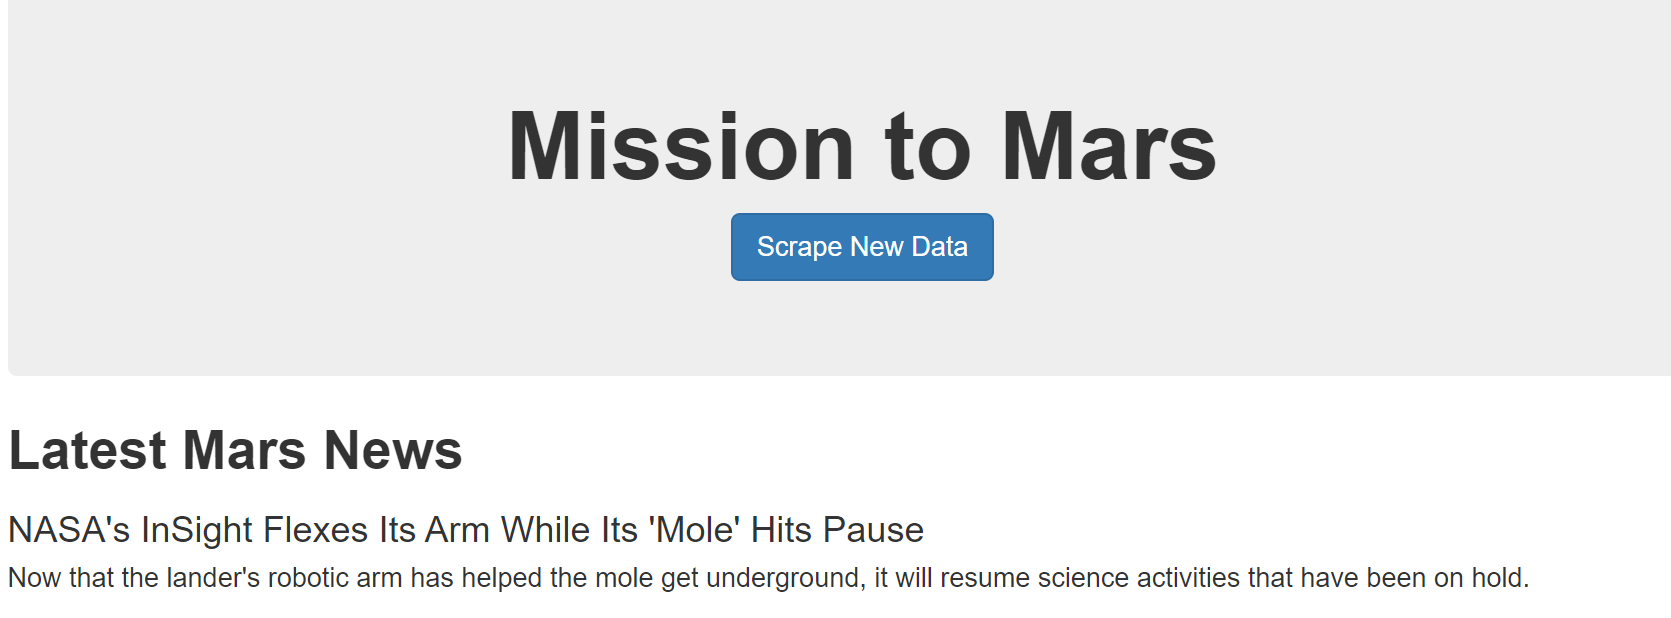 Mission to Mars
Scrape New Data
Latest Mars News
NASA's InSight Flexes Its Arm While Its 'Mole' Hits Pause
Now that the lander's robotic arm has helped the mole get underground, it will resume science activities that have been on hold.